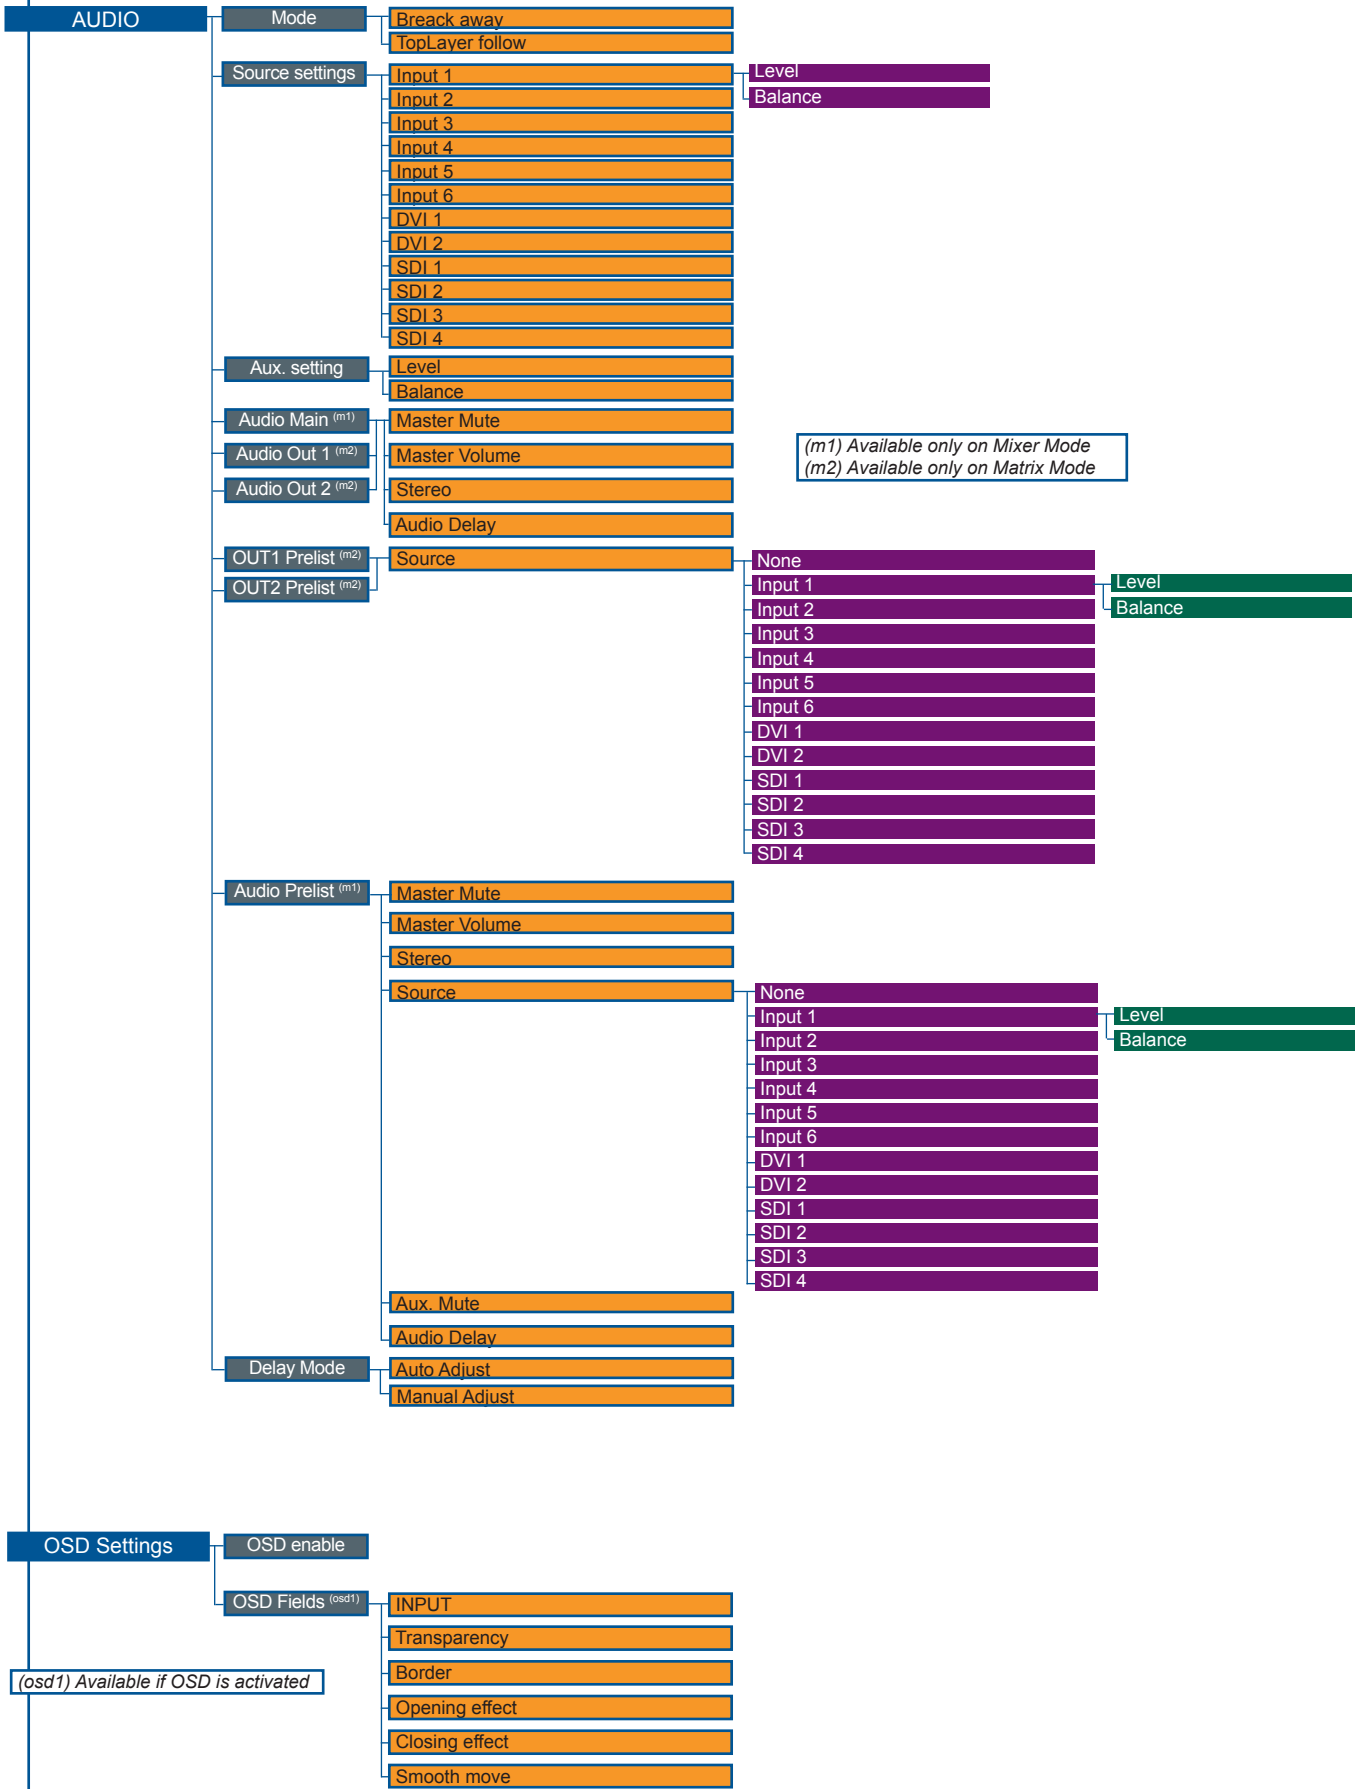 AUDIO
Mode
Breack away
TopLayer follow
Source settings
Input 1
Level
Balance
Input 2
Input 3
Input 4
Input 5
Input 6
DVI 1
DVI 2
SDI 1
SDI 2
SDI 3
SDI 4
Aux. setting
Level
Balance
Audio Main (m1)
Audio Out 1 (m2)
Audio Out 2 (m2)
Master Mute
Master Volume
Stereo
Audio Delay
(m1) Available only on Mixer Mode
(m2) Available only on Matrix Mode
OUT1 Prelist (m2)
OUT2 Prelist (m2)
Source
None
Input 1
Level
Balance
Input 2
Input 3
Input 4
Input 5
Input 6
DVI 1
DVI 2
SDI 1
SDI 2
SDI 3
SDI 4
Audio Prelist (m1)
Master Mute
Master Volume
Stereo
Source
None
Input 1
Level
Balance
Input 2
Input 3
Input 4
Input 5
Input 6
DVI 1
DVI 2
SDI 1
SDI 2
SDI 3
SDI 4
Aux. Mute
Audio Delay
Delay Mode
Auto Adjust
Manual Adjust
OSD Settings
OSD enable
OSD Fields (osd1)
INPUT
Transparency
Border
Opening effect
Closing effect
Smooth move
(osd1) Available if OSD is activated